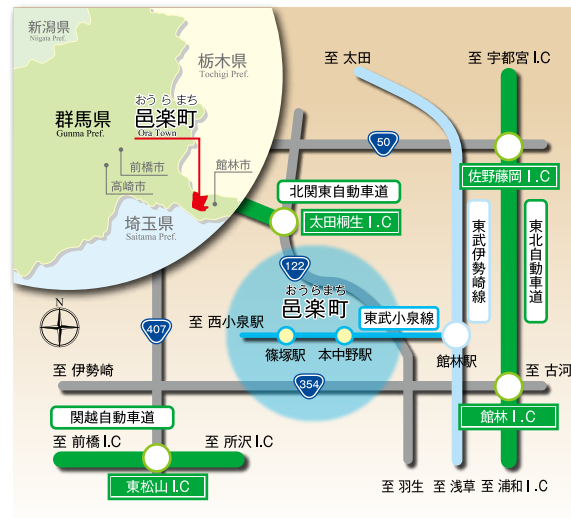 新潟県
Niigata Pref.
栃木県
Tochigi Pref.
群馬県
Gunma Pref.
おうらまち
邑楽町
Ora Town
前橋市
高崎市
館林市
埼玉県
Saitama Pref.
至 太田
至 宇都宮 I.C
50
佐野藤岡 I.C
北関東自動車道
太田桐生 I.C
東武伊勢崎線
東北自動車道
122
おうらまち
邑楽町
N
407
至 西小泉駅
東武小泉線
篠塚駅
本中野駅
館林駅
至 伊勢崎
354
至 古河
館林 I.C
関越自動車道
至 前橋 I.C
至 所沢 I.C
東松山 I.C
至 羽生
至 浅草
至 浦和 I.C